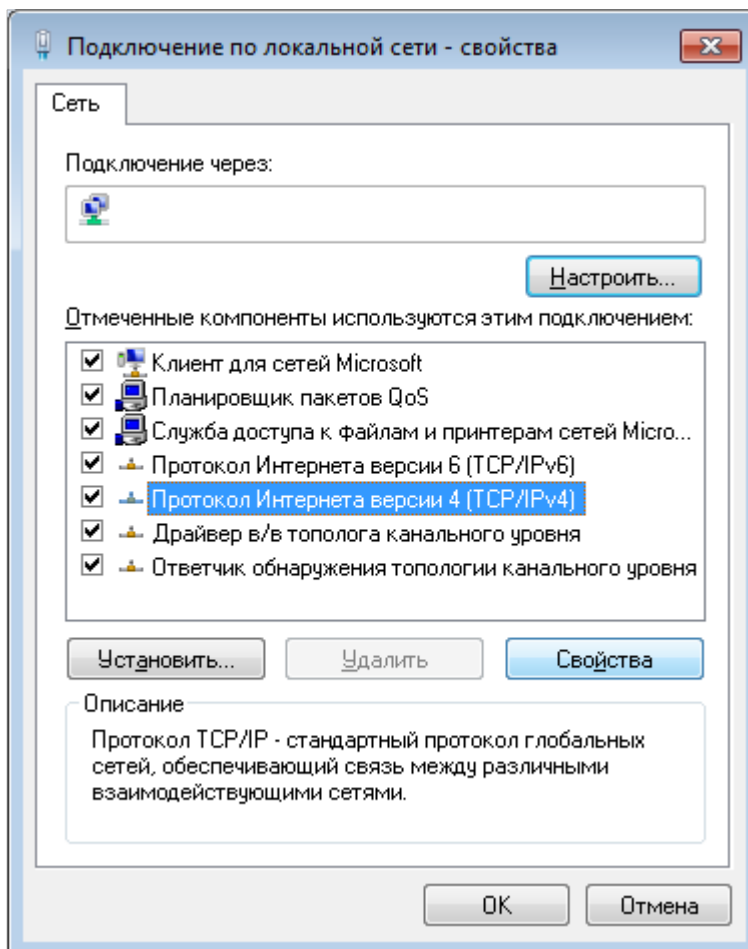 Подключение по локальной сети - свойства
Сеть
Подключение через:
Настроить...
Отмеченные компоненты используются этим подключением:
Клиент для сетей Microsoft
Планировщик пакетов QoS
Служба доступа к файлам и принтерам сетей Micro...
Протокол Интернета версии 6 (TCP/IPv6)
Протокол Интернета версии 4 (TCP/IPv4)
Драйвер в/в тополога канального уровня
Ответчик обнаружения топологии канального уровня
Установить...
Удалить
Свойства
Описание
Протокол TCP/IP - стандартный протокол глобальных
сетей, обеспечивающий связь между различными
взаимодействующими сетями.
OK
Отмена